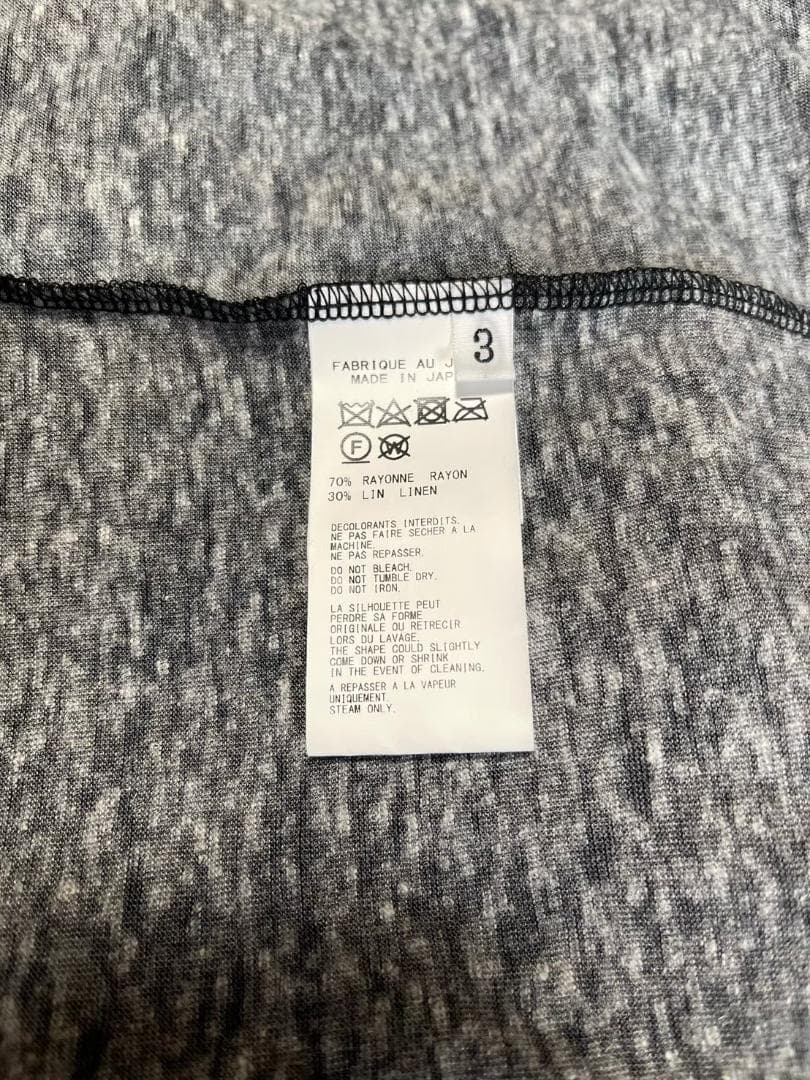 3
FABRIQUE AU J
MADE IN JAP
F W
70% RAYONNE RAYON
30% LIN LINEN
DECOLORANTS INTERDITS.
NE PAS FAIRE SECHER A LA
MACHINE.
NE PAS REPASSER.
DO NOT BLEACH.
DO NOT TUMBLE DRY.
DO NOT IRON.
LA SILHOUETTE PEUT
PERDRE SA FORME
ORIGINALE OU RETRECIR
LORS DU LAVAGE.
THE SHAPE COULD SLIGHTLY
COME DOWN OR SHRINK
IN THE EVENT OF CLEANING.
A REPASSER A LA VAPEUR
UNIQUEMENT.
STEAM ONLY.